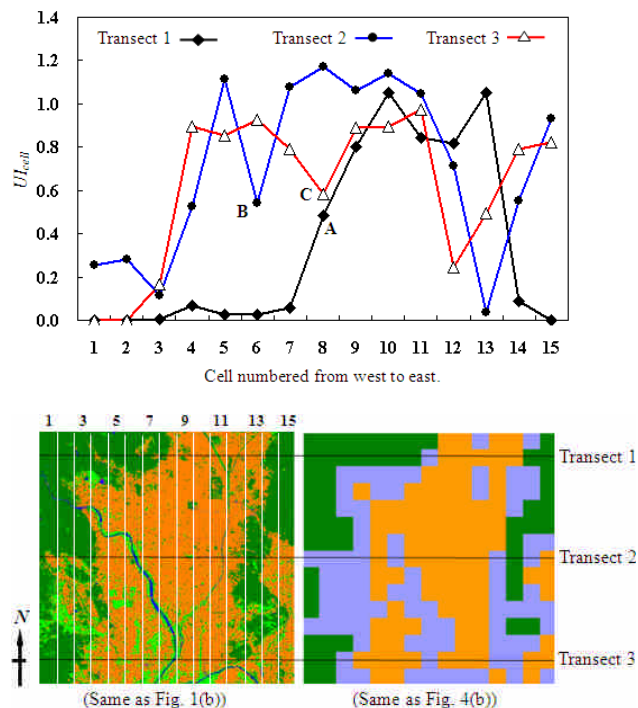 1.4
Transect 1 Transect 2 Transect 3
1.2
1.0
0.8
0.6
0.4
0.2
0.0
UIcell
B
C
A
1 2 3 4 5 6 7 8 9 10 11 12 13 14 15
Cell numbered from west to east.
1 3 5 7 9 11 13 15
Transect 1
Transect 2
Transect 3
N
(Same as Fig. 1(b)) (Same as Fig. 4(b))